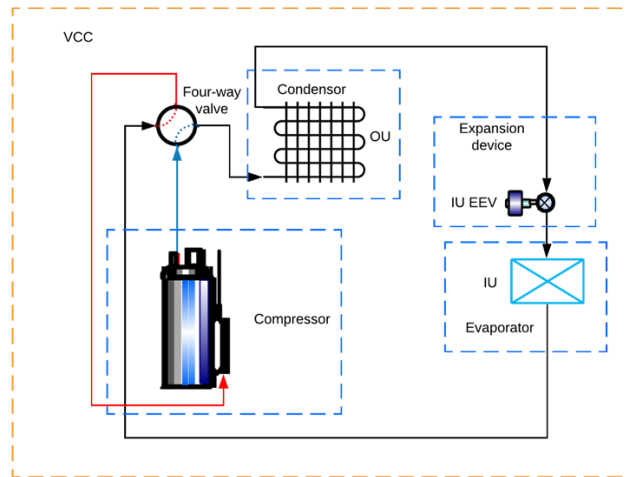 VCC
Four-way
valve
Condensor
OU
Expansion
device
IU EEV
IU
Evaporator
Compressor